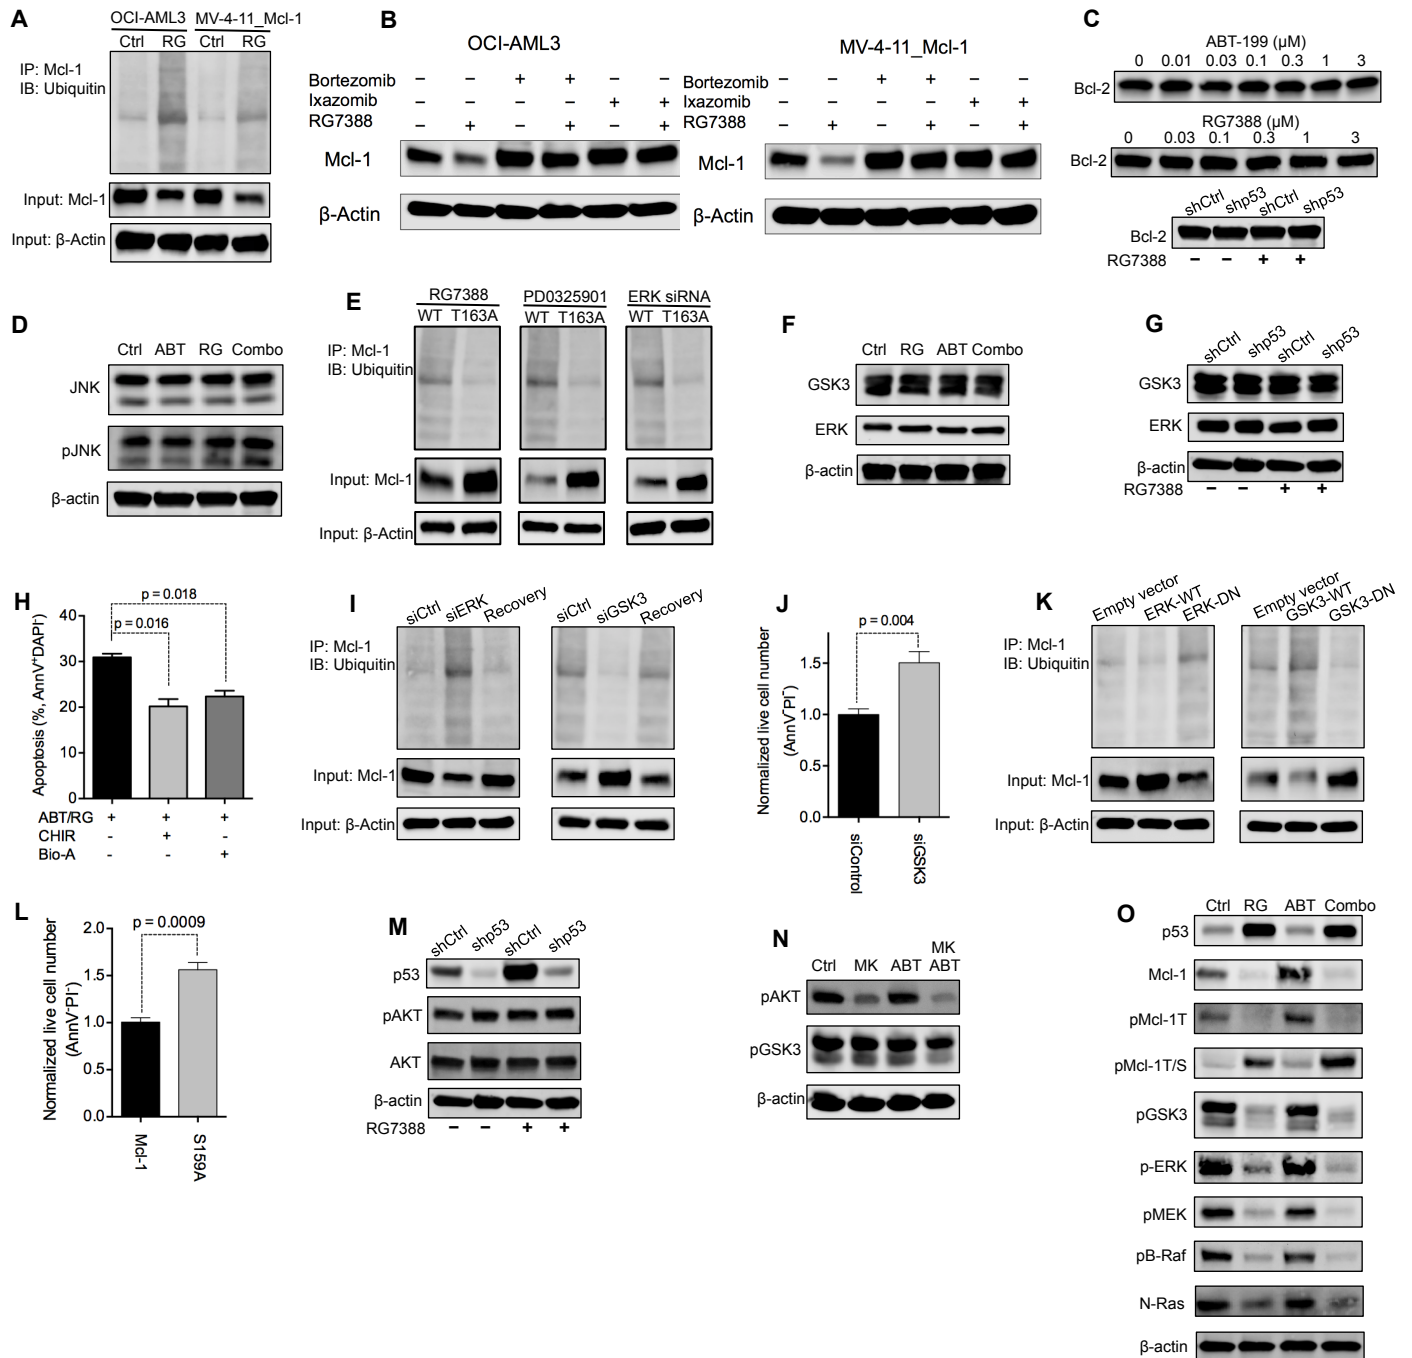 A
OCI-AML3 MV-4-11_Mcl-1
Ctrl RG Ctrl RG
IP: Mcl-1
IB: Ubiquitin
Input: Mcl-1
Input: β-Actin
B
OCI-AML3
Bortezomib – – + + – –
Ixazomib – – – – + +
RG7388 – + – + – +
Mcl-1
β-Actin
MV-4-11_Mcl-1
Bortezomib – – + + – –
Ixazomib – – – – + +
RG7388 – + – + – +
Mcl-1
β-Actin
C
ABT-199 (µM)
0 0.01 0.03 0.1 0.3 1 3
Bcl-2
RG7388 (µM)
0 0.03 0.1 0.3 1 3
Bcl-2
shCtrl shp53 shCtrl shp53
Bcl-2
RG7388 – – + +
D
Ctrl ABT RG Combo
JNK
pJNK
β-actin
E
RG7388 PD0325901 ERK siRNA
WT T163A WT T163A WT T163A
IP: Mcl-1
IB: Ubiquitin
Input: Mcl-1
Input: β-Actin
F
Ctrl RG ABT Combo
GSK3
ERK
β-actin
G
shCtrl shp53 shCtrl shp53
GSK3
ERK
β-actin
RG7388 – – + +
H
Apoptosis (%, AnnV+DAPI-)
p = 0.018
p = 0.016
40
30
20
10
0
ABT/RG + + +
CHIR - + -
Bio-A - - +
I
siCtrl siERK Recovery siCtrl siGSK3 Recovery
IP: Mcl-1
IB: Ubiquitin
Input: Mcl-1
Input: β-Actin
J
Normalized live cell number
(AnnV-PI-)
p = 0.004
1.5
1.0
0.5
0.0
siControl siGSK3
K
Empty vector ERK-WT ERK-DN Empty vector GSK3-WT GSK3-DN
IP: Mcl-1
IB: Ubiquitin
Input: Mcl-1
Input: β-Actin
L
Normalized live cell number
(AnnV-PI-)
p = 0.0009
2.0
1.5
1.0
0.5
0.0
Mcl-1 S159A
M
shCtrl shp53 shCtrl shp53
p53
pAKT
AKT
β-actin
RG7388 – – + +
N
Ctrl MK ABT MK ABT
pAKT
pGSK3
β-actin
O
Ctrl RG ABT Combo
p53
Mcl-1
pMcl-1T
pMcl-1T/S
pGSK3
p-ERK
pMEK
pB-Raf
N-Ras
β-actin